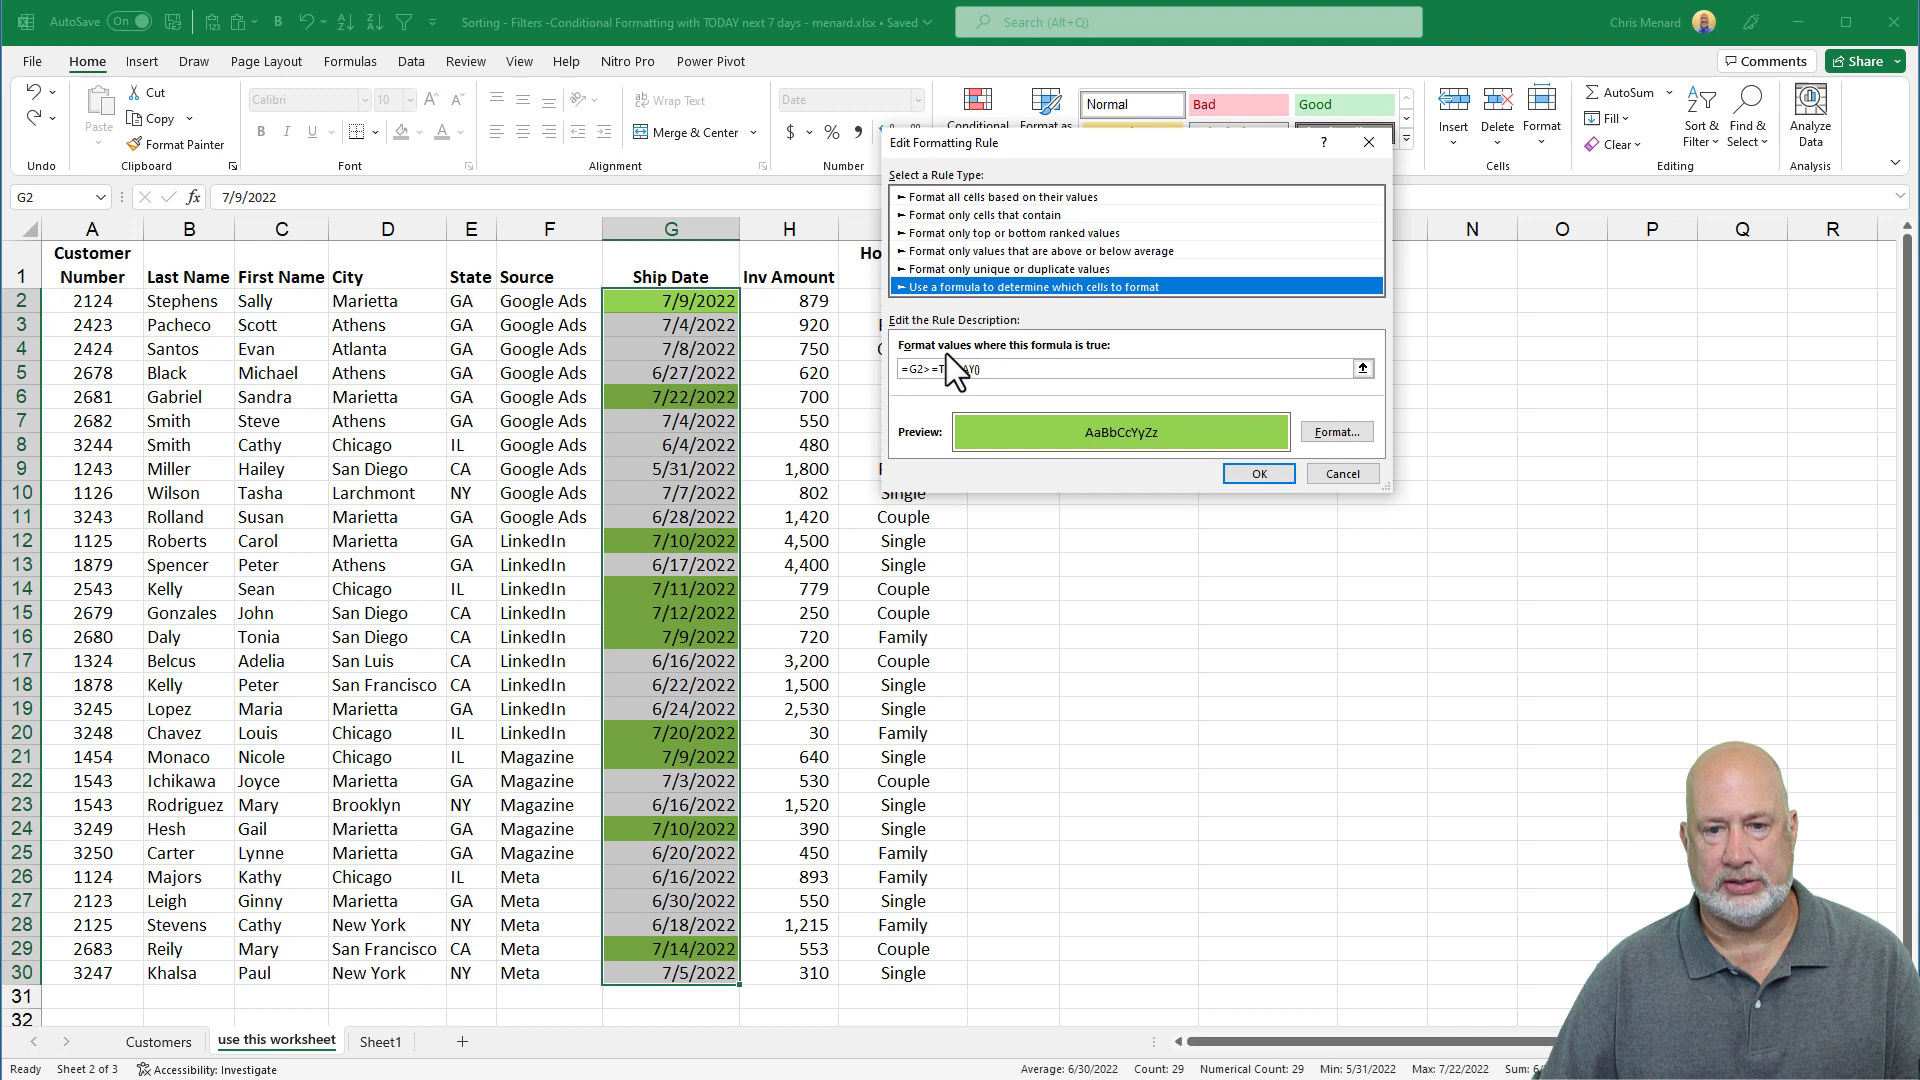 AutoSave On Sorting - Filters -Conditional Formatting with TODAY next 7 days - menard.xlsx • Saved Search (Alt+Q) Chris Menard
File Home Insert Draw Page Layout Formulas Data Review View Help Nitro Pro Power Pivot Comments Share
Undo
Paste Cut Copy Format Painter
Clipboard
Calibri 10
B I U
Font
Wrap Text
Merge & Center
Alignment
Date
$ %
Number
Conditional Format as
Normal Bad Good
Insert Delete Format
Cells
AutoSum Fill Clear
Sort & Filter Find & Select
Editing
Analyze Data
Analysis
G2 fx 7/9/2022
A B C D E F G H N O P Q R
1 Customer Number Last Name First Name City State Source Ship Date Inv Amount Ho
2 2124 Stephens Sally Marietta GA Google Ads 7/9/2022 879
3 2423 Pacheco Scott Athens GA Google Ads 7/4/2022 920
4 2424 Santos Evan Atlanta GA Google Ads 7/8/2022 750
5 2678 Black Michael Athens GA Google Ads 6/27/2022 620
6 2681 Gabriel Sandra Marietta GA Google Ads 7/22/2022 700
7 2682 Smith Steve Athens GA Google Ads 7/4/2022 550
8 3244 Smith Cathy Chicago IL Google Ads 6/4/2022 480
9 1243 Miller Hailey San Diego CA Google Ads 5/31/2022 1,800
10 1126 Wilson Tasha Larchmont NY Google Ads 7/7/2022 802 Single
11 3243 Rolland Susan Marietta GA Google Ads 6/28/2022 1,420 Couple
12 1125 Roberts Carol Marietta GA LinkedIn 7/10/2022 4,500 Single
13 1879 Spencer Peter Athens GA LinkedIn 6/17/2022 4,400 Single
14 2543 Kelly Sean Chicago IL LinkedIn 7/11/2022 779 Couple
15 2679 Gonzales John San Diego CA LinkedIn 7/12/2022 250 Couple
16 2680 Daly Tonia San Diego CA LinkedIn 7/9/2022 720 Family
17 1324 Belcus Adelia San Luis CA LinkedIn 6/16/2022 3,200 Couple
18 1878 Kelly Peter San Francisco CA LinkedIn 6/22/2022 1,500 Single
19 3245 Lopez Maria Marietta GA LinkedIn 6/24/2022 2,530 Single
20 3248 Chavez Louis Chicago IL LinkedIn 7/20/2022 30 Family
21 1454 Monaco Nicole Chicago IL Magazine 7/9/2022 640 Single
22 1543 Ichikawa Joyce Marietta GA Magazine 7/3/2022 530 Couple
23 1543 Rodriguez Mary Brooklyn NY Magazine 6/16/2022 1,520 Single
24 3249 Hesh Gail Marietta GA Magazine 7/10/2022 390 Single
25 3250 Carter Lynne Marietta GA Magazine 6/20/2022 450 Family
26 1124 Majors Kathy Chicago IL Meta 6/16/2022 893 Family
27 2123 Leigh Ginny Marietta GA Meta 6/30/2022 550 Single
28 2125 Stevens Cathy New York NY Meta 6/18/2022 1,215 Family
29 2683 Reily Mary San Francisco CA Meta 7/14/2022 553 Couple
30 3247 Khalsa Paul New York NY Meta 7/5/2022 310 Single
31
32
Edit Formatting Rule ?
Select a Rule Type:
► Format all cells based on their values
► Format only cells that contain
► Format only top or bottom ranked values
► Format only values that are above or below average
► Format only unique or duplicate values
► Use a formula to determine which cells to format
Edit the Rule Description:
Format values where this formula is true:
Preview: AaBbCcYyZz Format...
OK Cancel
Customers use this worksheet Sheet1
Ready Sheet 2 of 3 Accessibility: Investigate Average: 6/30/2022 Count: 29 Numerical Count: 29 Min: 5/31/2022 Max: 7/22/2022